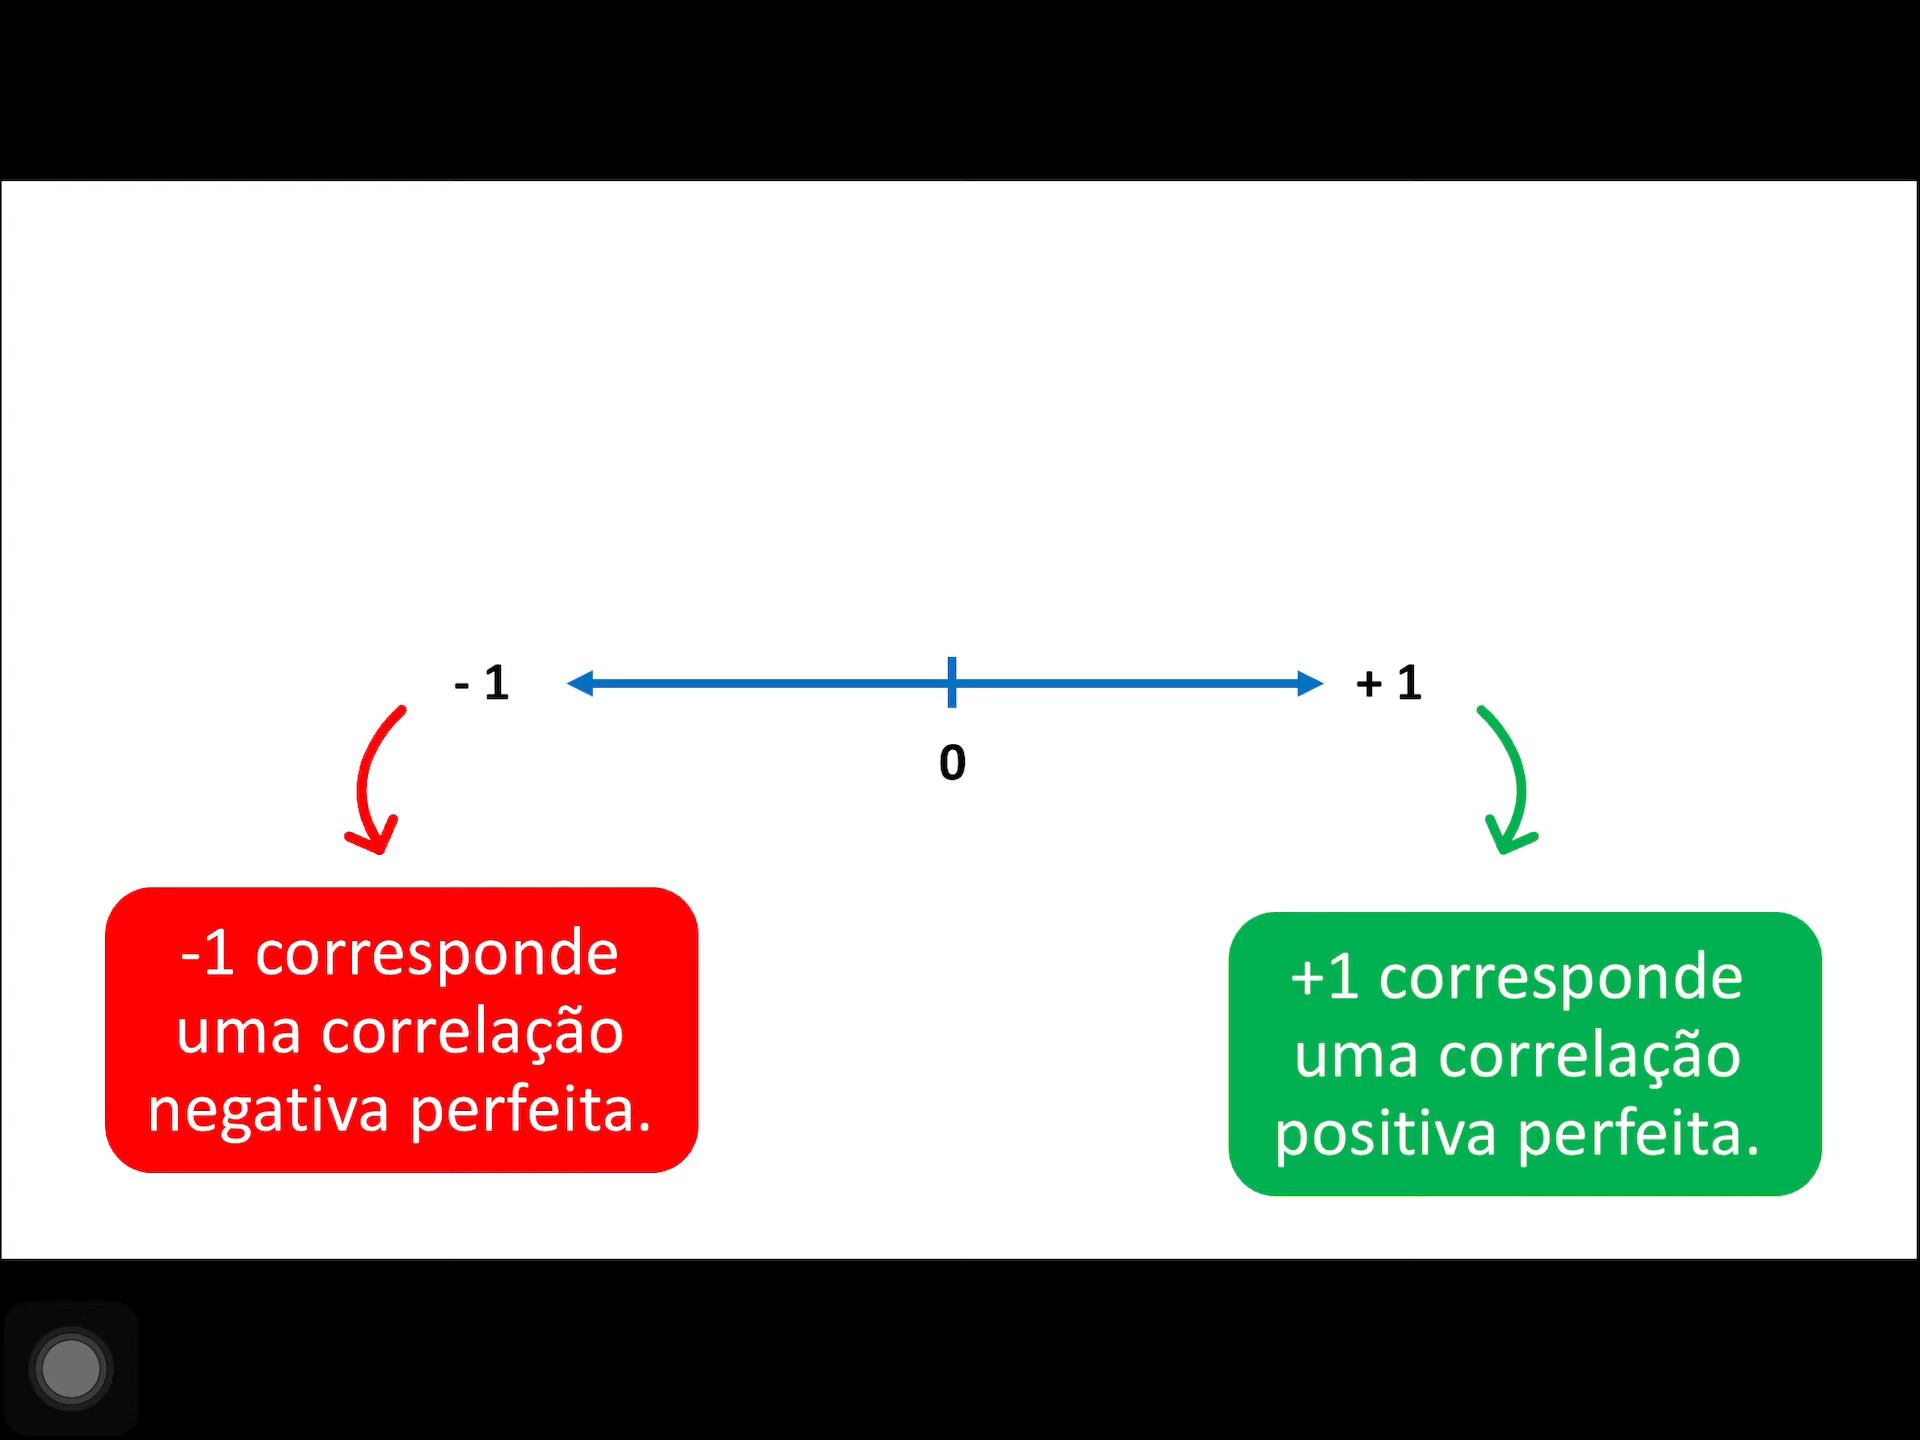 - 1
+ 1
0
-1 corresponde
uma correlação
negativa perfeita.
+1 corresponde
uma correlação
positiva perfeita.